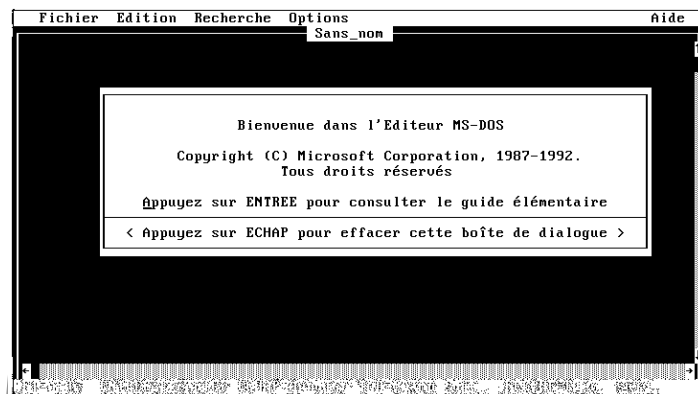 Fichier Edition Recherche Options Aide
Sans_nom
Bienvenue dans l'Editeur MS-DOS
Copyright (C) Microsoft Corporation, 1987-1992.
Tous droits réservés
Appuyez sur ENTREE pour consulter le guide élémentaire
< Appuyez sur ECHAP pour effacer cette boîte de dialogue >